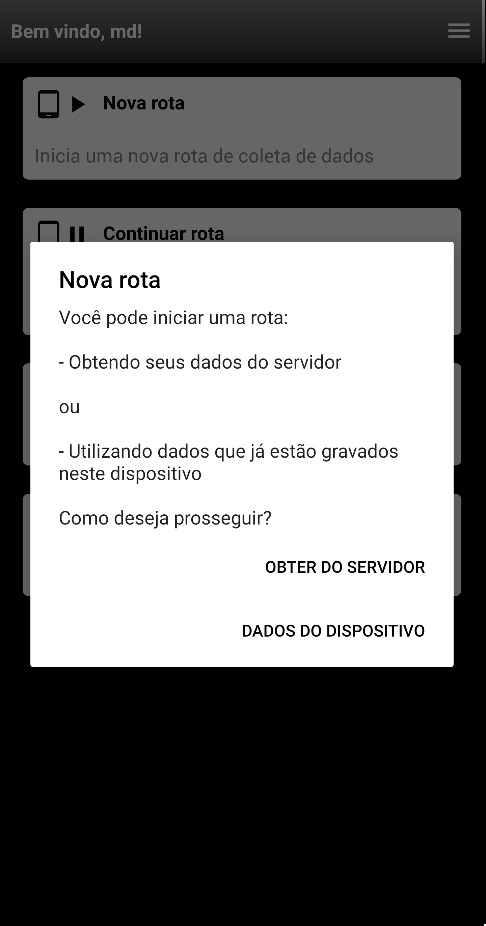 Bem vindo, md!
Nova rota
Inicia uma nova rota de coleta de dados
Continuar rota
Nova rota
Você pode iniciar uma rota:
- Obtendo seus dados do servidor
ou
- Utilizando dados que já estão gravados
neste dispositivo
Como deseja prosseguir?
OBTER DO SERVIDOR
DADOS DO DISPOSITIVO